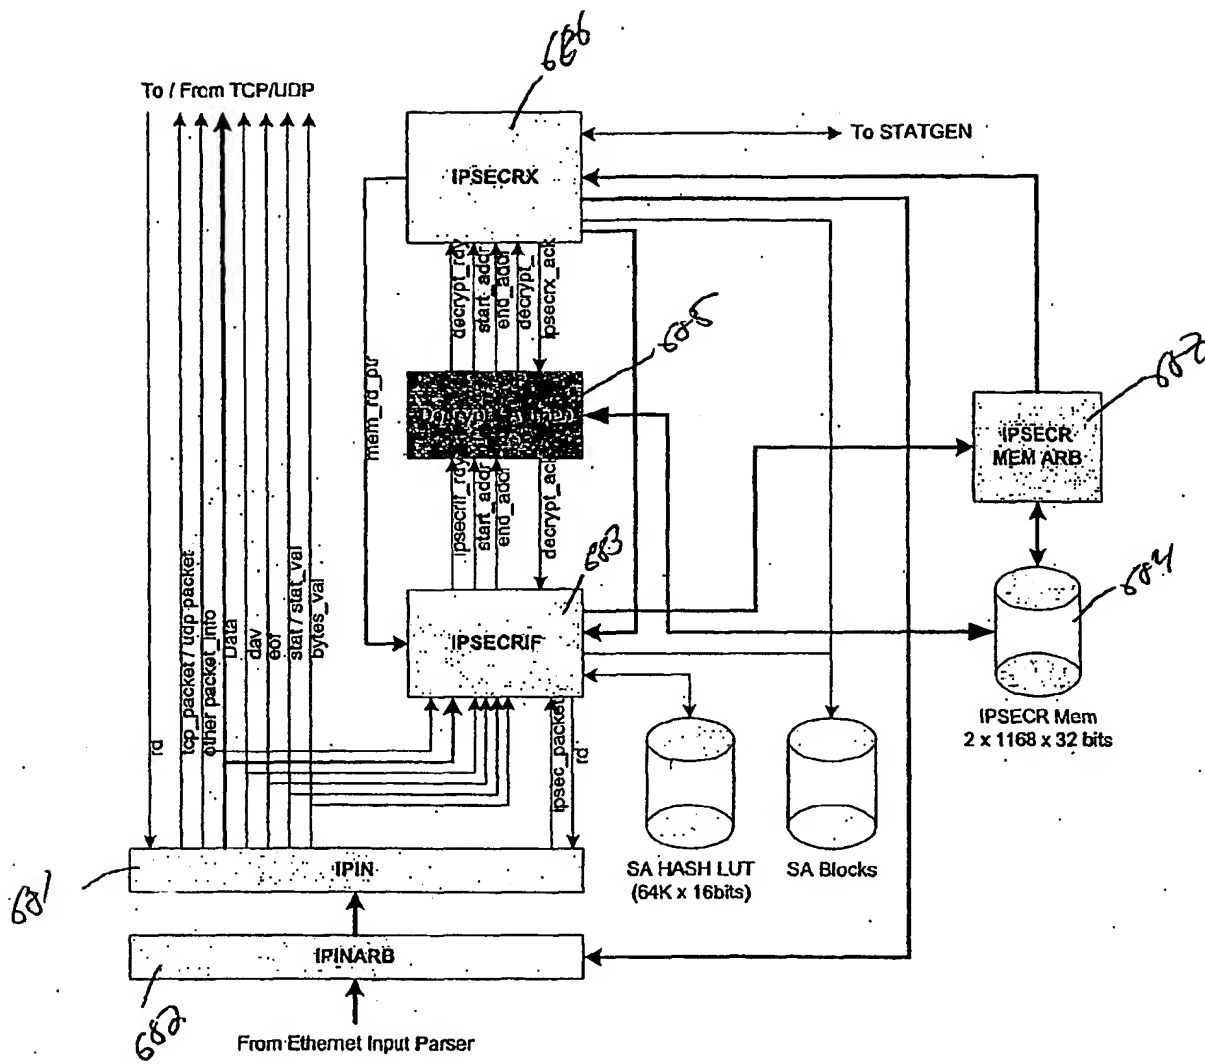 686
To / From TCP/UDP
IPSECRX
To STATGEN
decrypt_rdy
start_addr
end_addr
decrypt_
ipsecrx_ack
mem_rd_ptr
685
687
IPSECR
MEM ARB
ipsecrif_rdy
start_addr
end_addr
decrypt_ack
683
684
IPSECRIF
rd
tcp_packet / udp packet
other packet_info
Data
dav
eof
stat / stat_val
bytes_val
ipsec_packet
rd
IPSECR Mem
2 x 1168 x 32 bits
SA HASH LUT
(64K x 16bits)
SA Blocks
IPIN
681
IPINARB
682
From Ethernet Input Parser